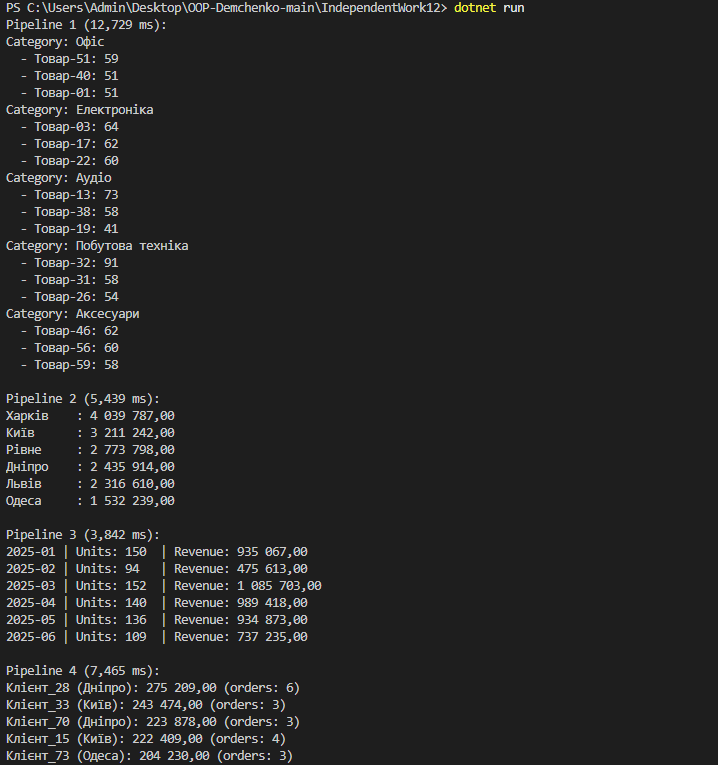 PS C:\Users\Admin\Desktop\OOP-Demchenko-main\IndependentWork12> dotnet run
Pipeline 1 (12,729 ms):
Category: Офіс
  - Товар-51: 59
  - Товар-40: 51
  - Товар-01: 51
Category: Електроніка
  - Товар-03: 64
  - Товар-17: 62
  - Товар-22: 60
Category: Аудіо
  - Товар-13: 73
  - Товар-38: 58
  - Товар-19: 41
Category: Побутова техніка
  - Товар-32: 91
  - Товар-31: 58
  - Товар-26: 54
Category: Аксесуари
  - Товар-46: 62
  - Товар-56: 60
  - Товар-59: 58

Pipeline 2 (5,439 ms):
Харків    : 4 039 787,00
Київ      : 3 211 242,00
Рівне     : 2 773 798,00
Дніпро    : 2 435 914,00
Львів     : 2 316 610,00
Одеса     : 1 532 239,00

Pipeline 3 (3,842 ms):
2025-01 | Units: 150  | Revenue: 935 067,00
2025-02 | Units: 94   | Revenue: 475 613,00
2025-03 | Units: 152  | Revenue: 1 085 703,00
2025-04 | Units: 140  | Revenue: 989 418,00
2025-05 | Units: 136  | Revenue: 934 873,00
2025-06 | Units: 109  | Revenue: 737 235,00

Pipeline 4 (7,465 ms):
Клієнт_28 (Дніпро): 275 209,00 (orders: 6)
Клієнт_33 (Київ): 243 474,00 (orders: 3)
Клієнт_70 (Дніпро): 223 878,00 (orders: 3)
Клієнт_15 (Київ): 222 409,00 (orders: 4)
Клієнт_73 (Одеса): 204 230,00 (orders: 3)